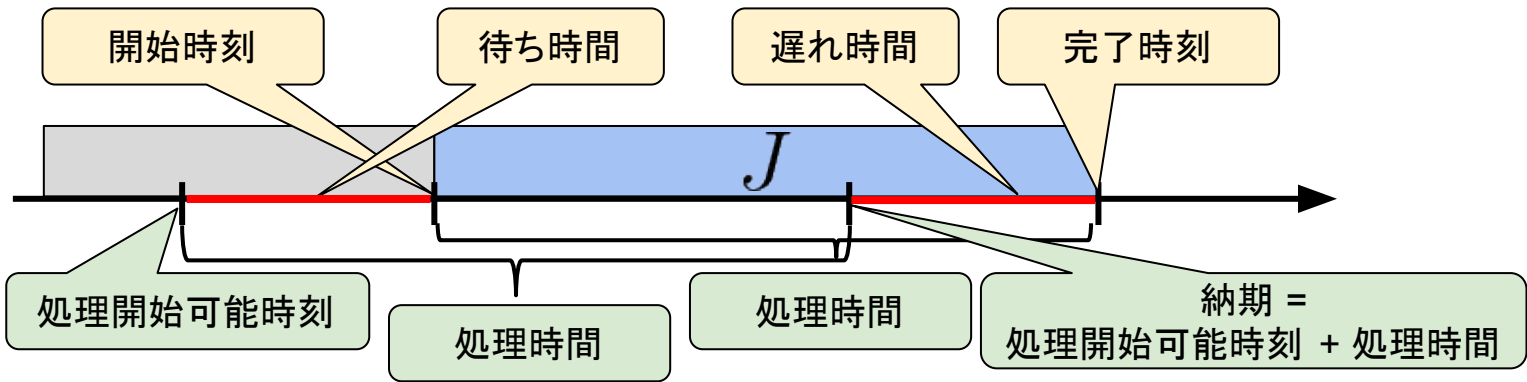 開始時刻
待ち時間
遅れ時間
完了時刻
J
処理開始可能時刻
処理時間
処理時間
納期 =
処理開始可能時刻 + 処理時間